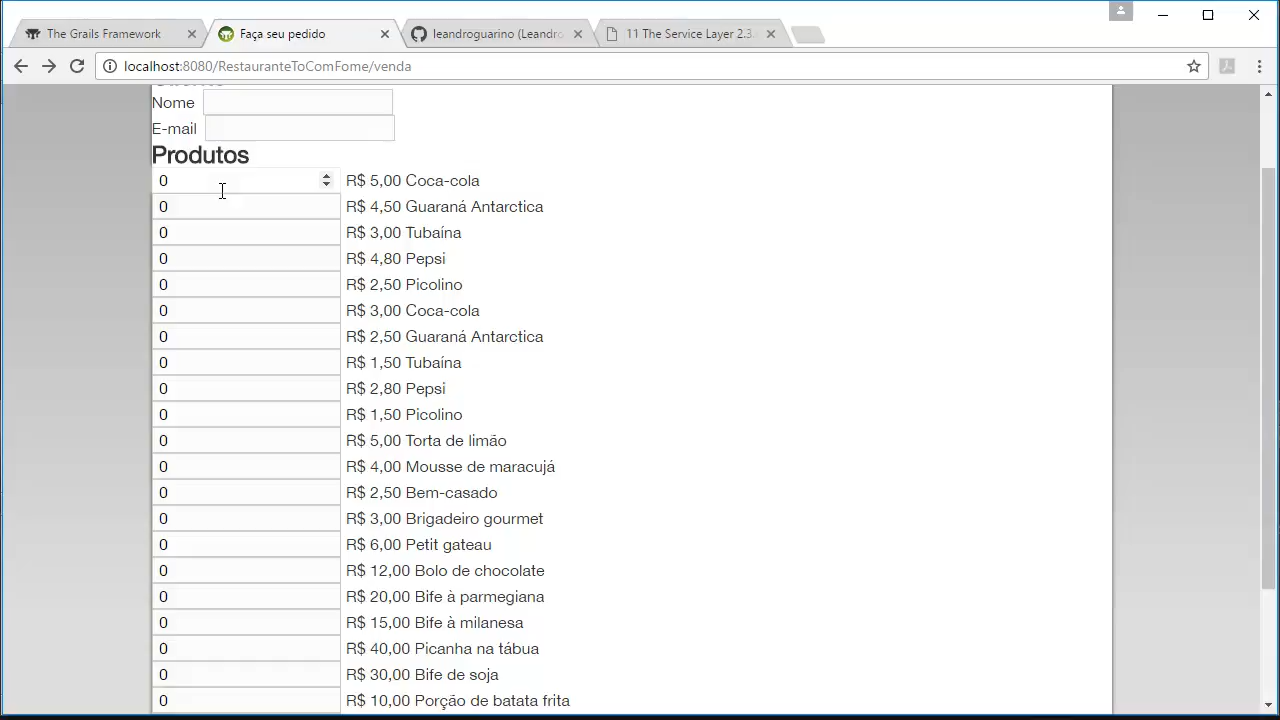 The Grails Framework
Faça seu pedido
leandroguarino (Leandro
11 The Service Layer 2.3.
localhost:8080/RestauranteToComFome/venda
Nome
E-mail
Produtos
0 R$ 5,00 Coca-cola
0 R$ 4,50 Guaraná Antarctica
0 R$ 3,00 Tubaína
0 R$ 4,80 Pepsi
0 R$ 2,50 Picolino
0 R$ 3,00 Coca-cola
0 R$ 2,50 Guaraná Antarctica
0 R$ 1,50 Tubaína
0 R$ 2,80 Pepsi
0 R$ 1,50 Picolino
0 R$ 5,00 Torta de limão
0 R$ 4,00 Mousse de maracujá
0 R$ 2,50 Bem-casado
0 R$ 3,00 Brigadeiro gourmet
0 R$ 6,00 Petit gateau
0 R$ 12,00 Bolo de chocolate
0 R$ 20,00 Bife à parmegiana
0 R$ 15,00 Bife à milanesa
0 R$ 40,00 Picanha na tábua
0 R$ 30,00 Bife de soja
0 R$ 10,00 Porção de batata frita